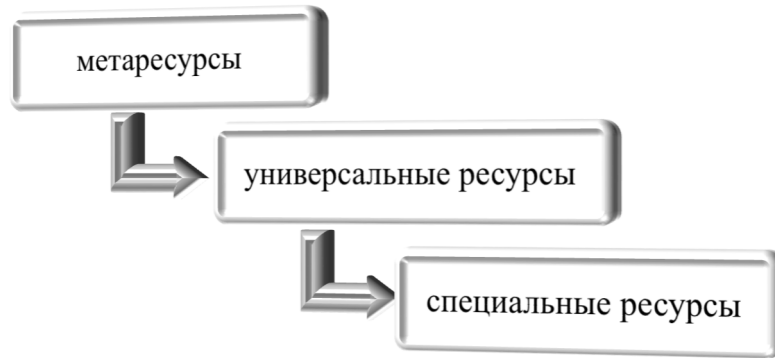 метаресурсы
универсальные ресурсы
специальные ресурсы